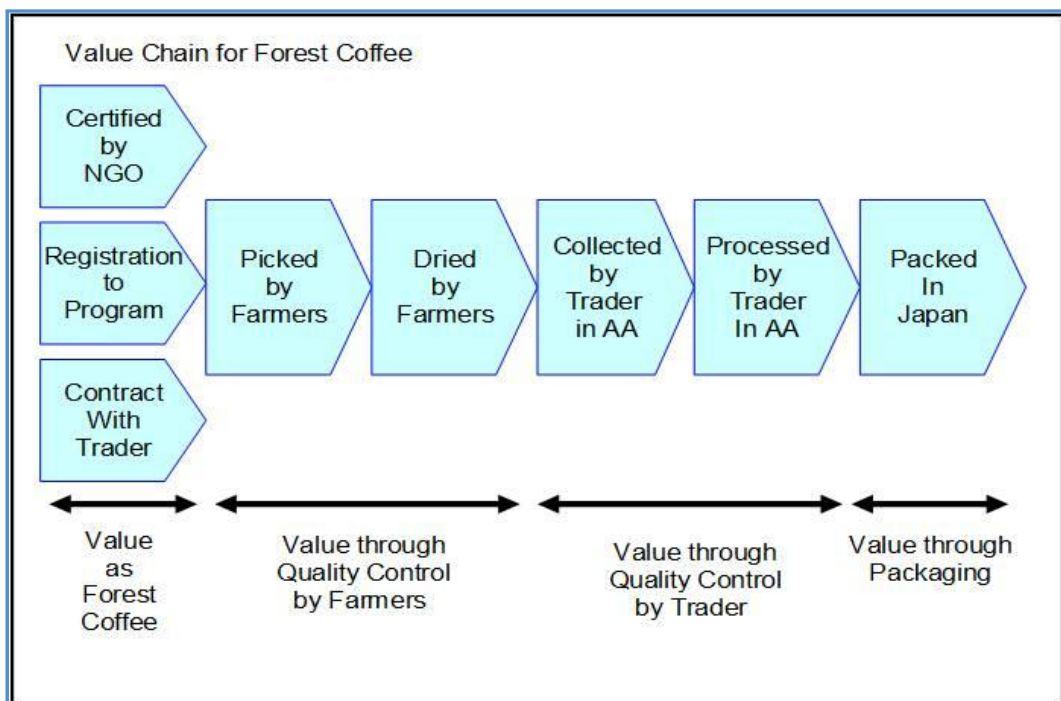 Value Chain for Forest Coffee
Certified
by
NGO
Registration
to
Program
Contract
With
Trader
Picked
by
Farmers
Dried
by
Farmers
Collected
by
Trader
in AA
Processed
by
Trader
In AA
Packed
In
Japan
Value
as
Forest
Coffee
Value through
Quality Control
by Farmers
Value through
Quality Control
by Trader
Value through
Packaging